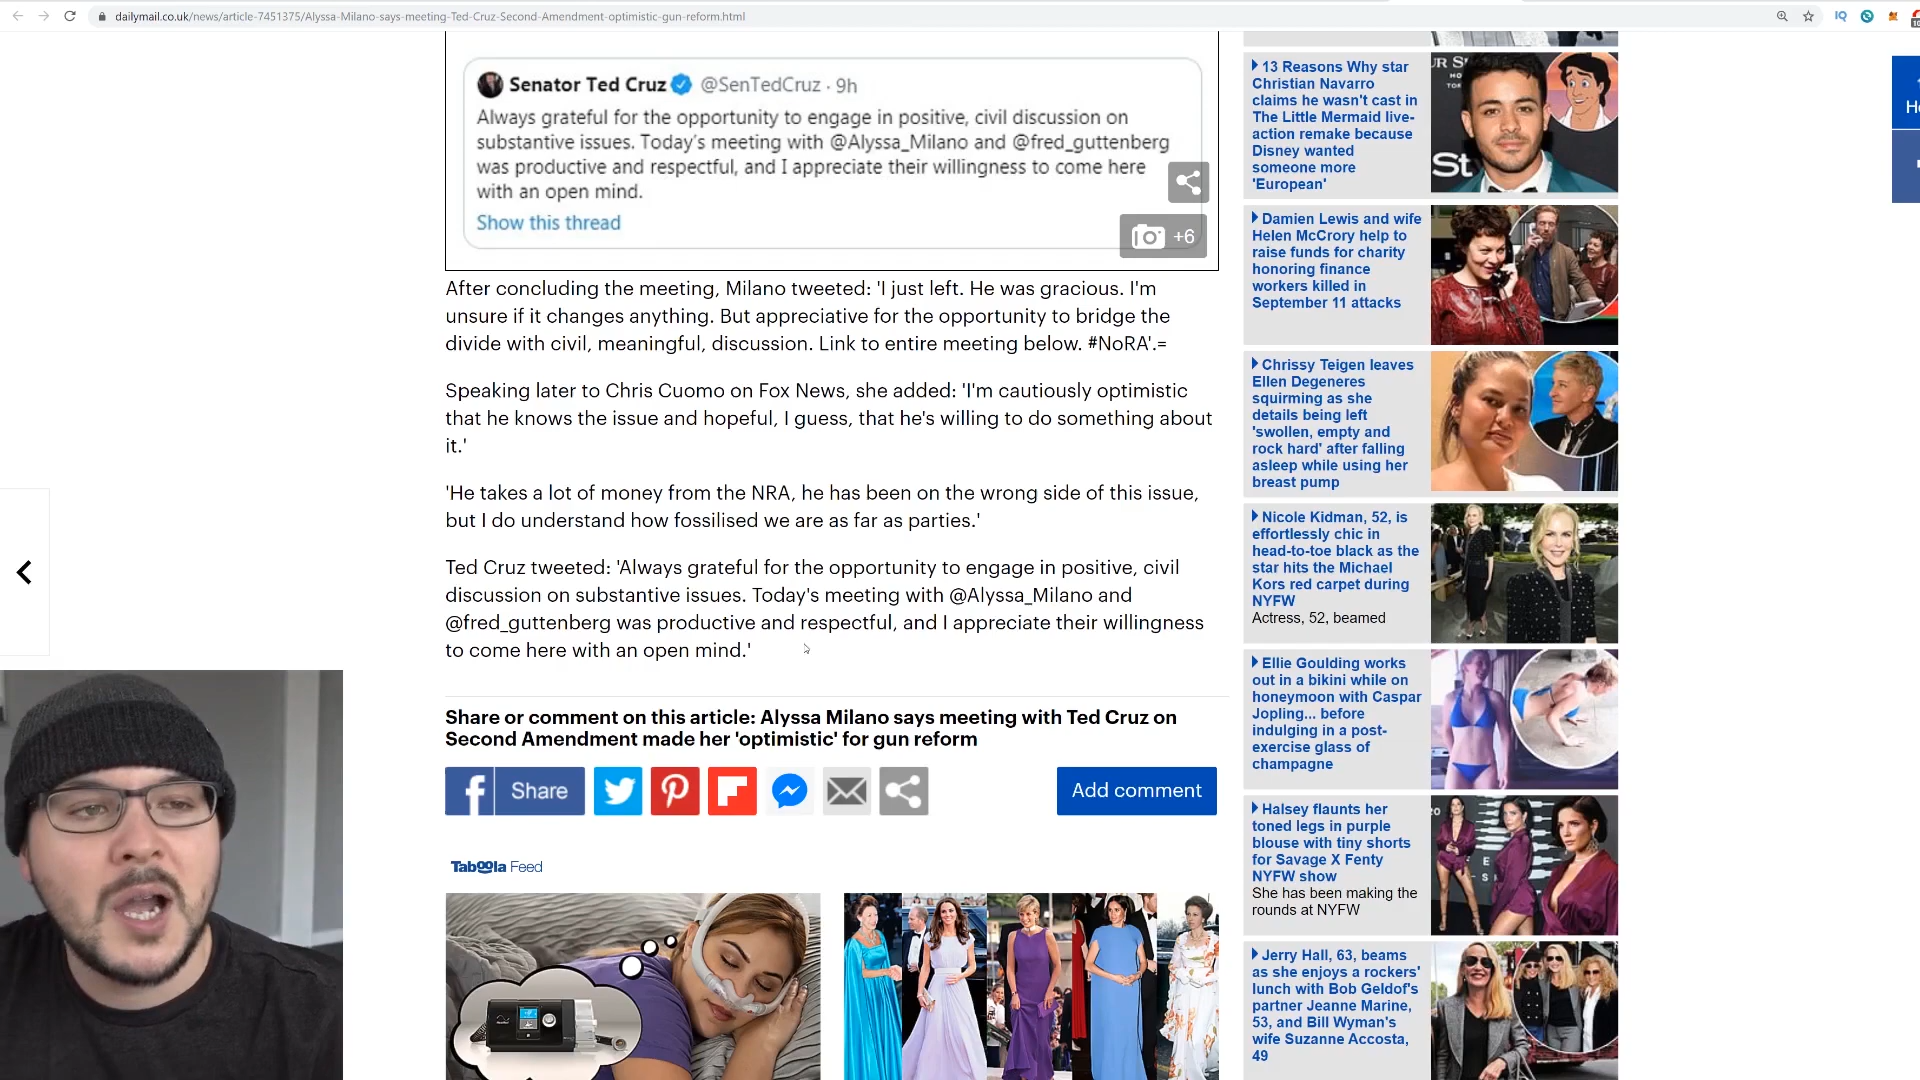 dailymail.co.uk/news/article-7451375/Alyssa-Milano-says-meeting-Ted-Cruz-Second-Amendment-optimistic-gun-reform.html
IQ
Senator Ted Cruz @SenTedCruz · 9h
Always grateful for the opportunity to engage in positive, civil discussion on
substantive issues. Today's meeting with @Alyssa_Milano and @fred_guttenberg
was productive and respectful, and I appreciate their willingness to come here
with an open mind.
Show this thread
+6
After concluding the meeting, Milano tweeted: 'I just left. He was gracious. I'm
unsure if it changes anything. But appreciative for the opportunity to bridge the
divide with civil, meaningful, discussion. Link to entire meeting below. #NoRA'.=
Speaking later to Chris Cuomo on Fox News, she added: 'I'm cautiously optimistic
that he knows the issue and hopeful, I guess, that he's willing to do something about
it.'
'He takes a lot of money from the NRA, he has been on the wrong side of this issue,
but I do understand how fossilised we are as far as parties.'
Ted Cruz tweeted: 'Always grateful for the opportunity to engage in positive, civil
discussion on substantive issues. Today's meeting with @Alyssa_Milano and
@fred_guttenberg was productive and respectful, and I appreciate their willingness
to come here with an open mind.'
Share or comment on this article: Alyssa Milano says meeting with Ted Cruz on
Second Amendment made her 'optimistic' for gun reform
Share
Add comment
Taboola Feed
13 Reasons Why star
Christian Navarro
claims he wasn't cast in
The Little Mermaid live-
action remake because
Disney wanted
someone more
'European'
St
Damien Lewis and wife
Helen McCrory help to
raise funds for charity
honoring finance
workers killed in
September 11 attacks
Chrissy Teigen leaves
Ellen Degeneres
squirming as she
details being left
'swollen, empty and
rock hard' after falling
asleep while using her
breast pump
Nicole Kidman, 52, is
effortlessly chic in
head-to-toe black as the
star hits the Michael
Kors red carpet during
NYFW
Actress, 52, beamed
Ellie Goulding works
out in a bikini while on
honeymoon with Caspar
Jopling... before
indulging in a post-
exercise glass of
champagne
Halsey flaunts her
toned legs in purple
blouse with tiny shorts
for Savage X Fenty
NYFW show
She has been making the
rounds at NYFW
Jerry Hall, 63, beams
as she enjoys a rockers'
lunch with Bob Geldof's
partner Jeanne Marine,
53, and Bill Wyman's
wife Suzanne Accosta,
49